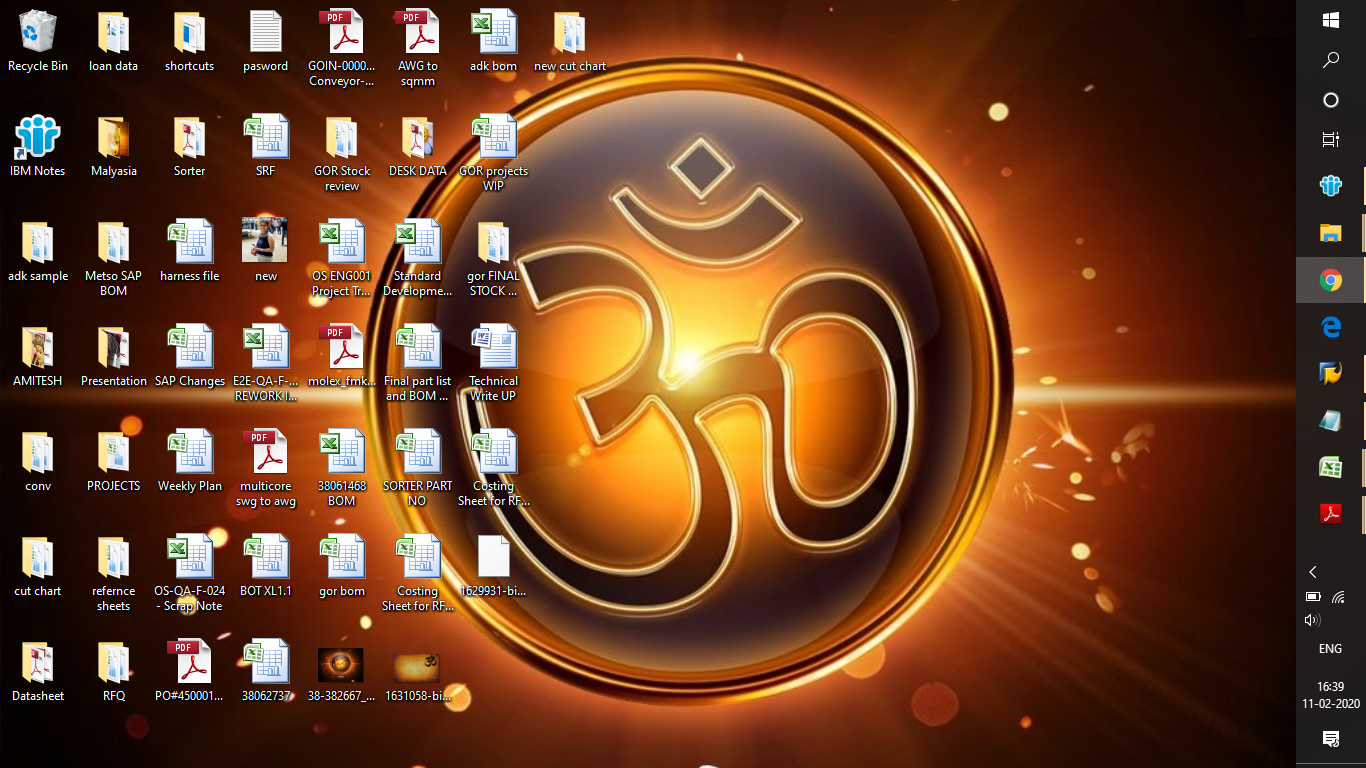 Recycle Bin
loan data
shortcuts
pasword
GOIN-0000...
Conveyor-...
AWG to
sqmm
adk bom
new cut chart
IBM Notes
Malyasia
Sorter
SRF
GOR Stock
review
DESK DATA
GOR projects
WIP
adk sample
Metso SAP
BOM
harness file
new
OS ENG001
Project Tr...
Standard
Developme...
gor FINAL
STOCK ...
AMITESH
Presentation
SAP Changes
E2E-QA-F-...
REWORK I...
molex_fmk...
Final part list
and BOM ...
Technical
Write UP
conv
PROJECTS
Weekly Plan
multicore
swg to awg
38061468
BOM
SORTER PART
NO
Costing
Sheet for RF...
cut chart
refernce
sheets
OS-QA-F-024
- Scrap Note
BOT XL1.1
gor bom
Costing
Sheet for RF...
1629931-bi...
Datasheet
RFQ
PO#450001...
38062737
38-382667_...
1631058-bi...
ENG
16:39
11-02-2020
ॐ